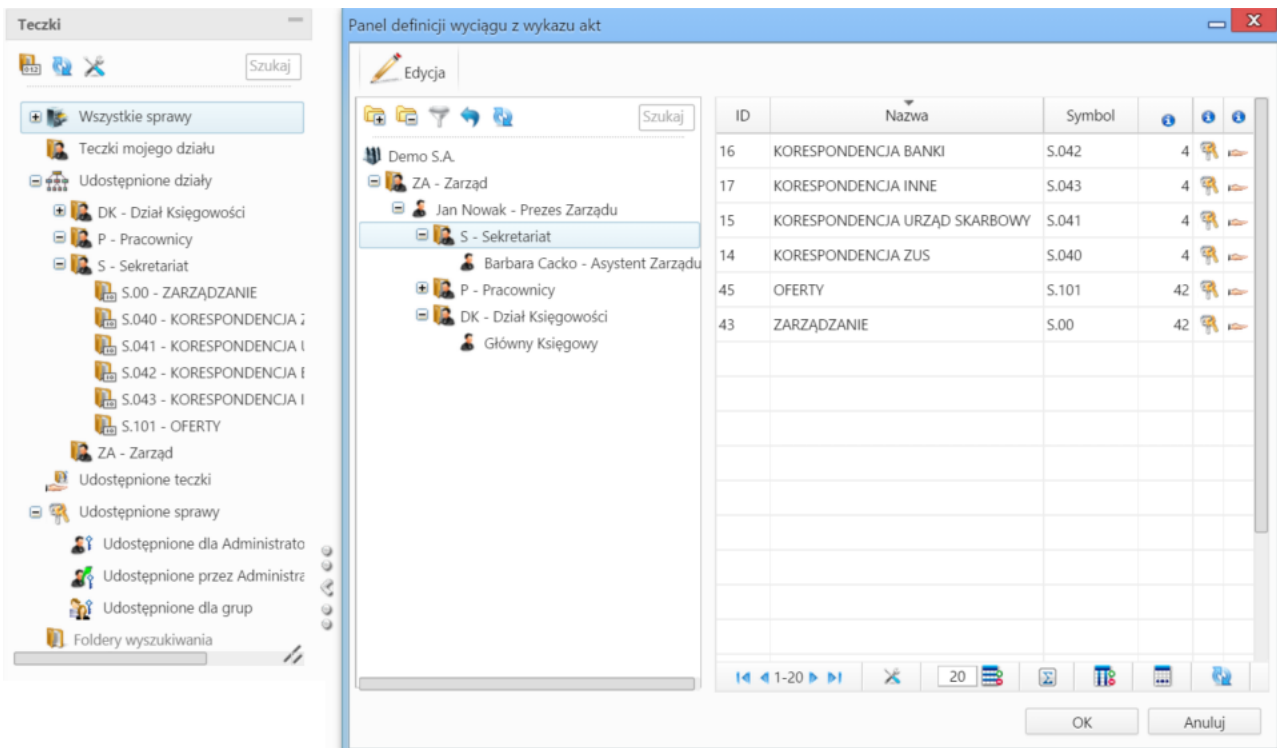 Teczki
Szukaj
Wszystkie sprawy
Teczki mojego działu
Udostępnione działy
DK - Dział Księgowości
P - Pracownicy
S - Sekretariat
S.00 - ZARZĄDZANIE
S.040 - KORESPONDENCJA
S.041 - KORESPONDENCJA
S.042 - KORESPONDENCJA
S.043 - KORESPONDENCJA
S.101 - OFERTY
ZA - Zarząd
Udostępnione teczki
Udostępnione sprawy
Udostępnione dla Administrato
Udostępnione przez Administra
Udostępnione dla grup
Foldery wyszukiwania
Panel definicji wyciągu z wykazu akt
Edycja
Szukaj
Demo S.A.
ZA - Zarząd
Jan Nowak - Prezes Zarządu
S - Sekretariat
Barbara Cacko - Asystent Zarządu
P - Pracownicy
DK - Dział Księgowości
Główny Księgowy
ID Nazwa Symbol
16 KORESPONDENCJA BANKI S.042 4
17 KORESPONDENCJA INNE S.043 4
15 KORESPONDENCJA URZĄD SKARBOWY S.041 4
14 KORESPONDENCJA ZUS S.040 4
45 OFERTY S.101 42
43 ZARZĄDZANIE S.00 42
1-20 20
OK Anuluj